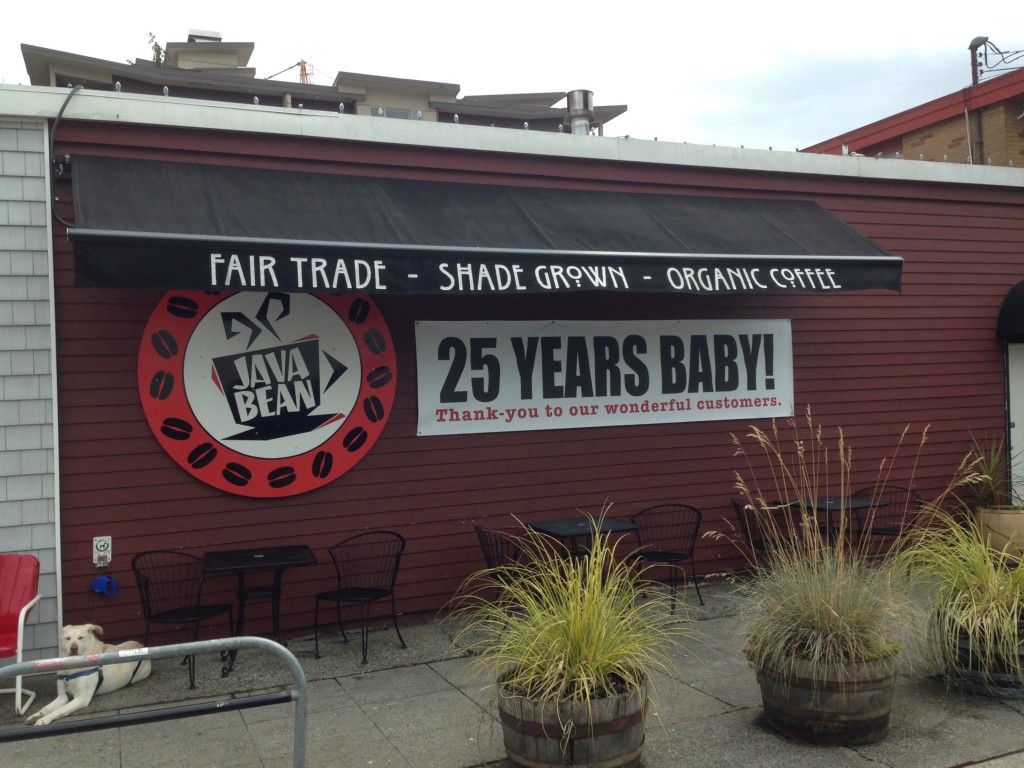 FAIR TRADE - SHADE GROWN - ORGANIC COFFEE
JAVA
BEAN
25 YEARS BABY!
Thank-you to our wonderful customers.